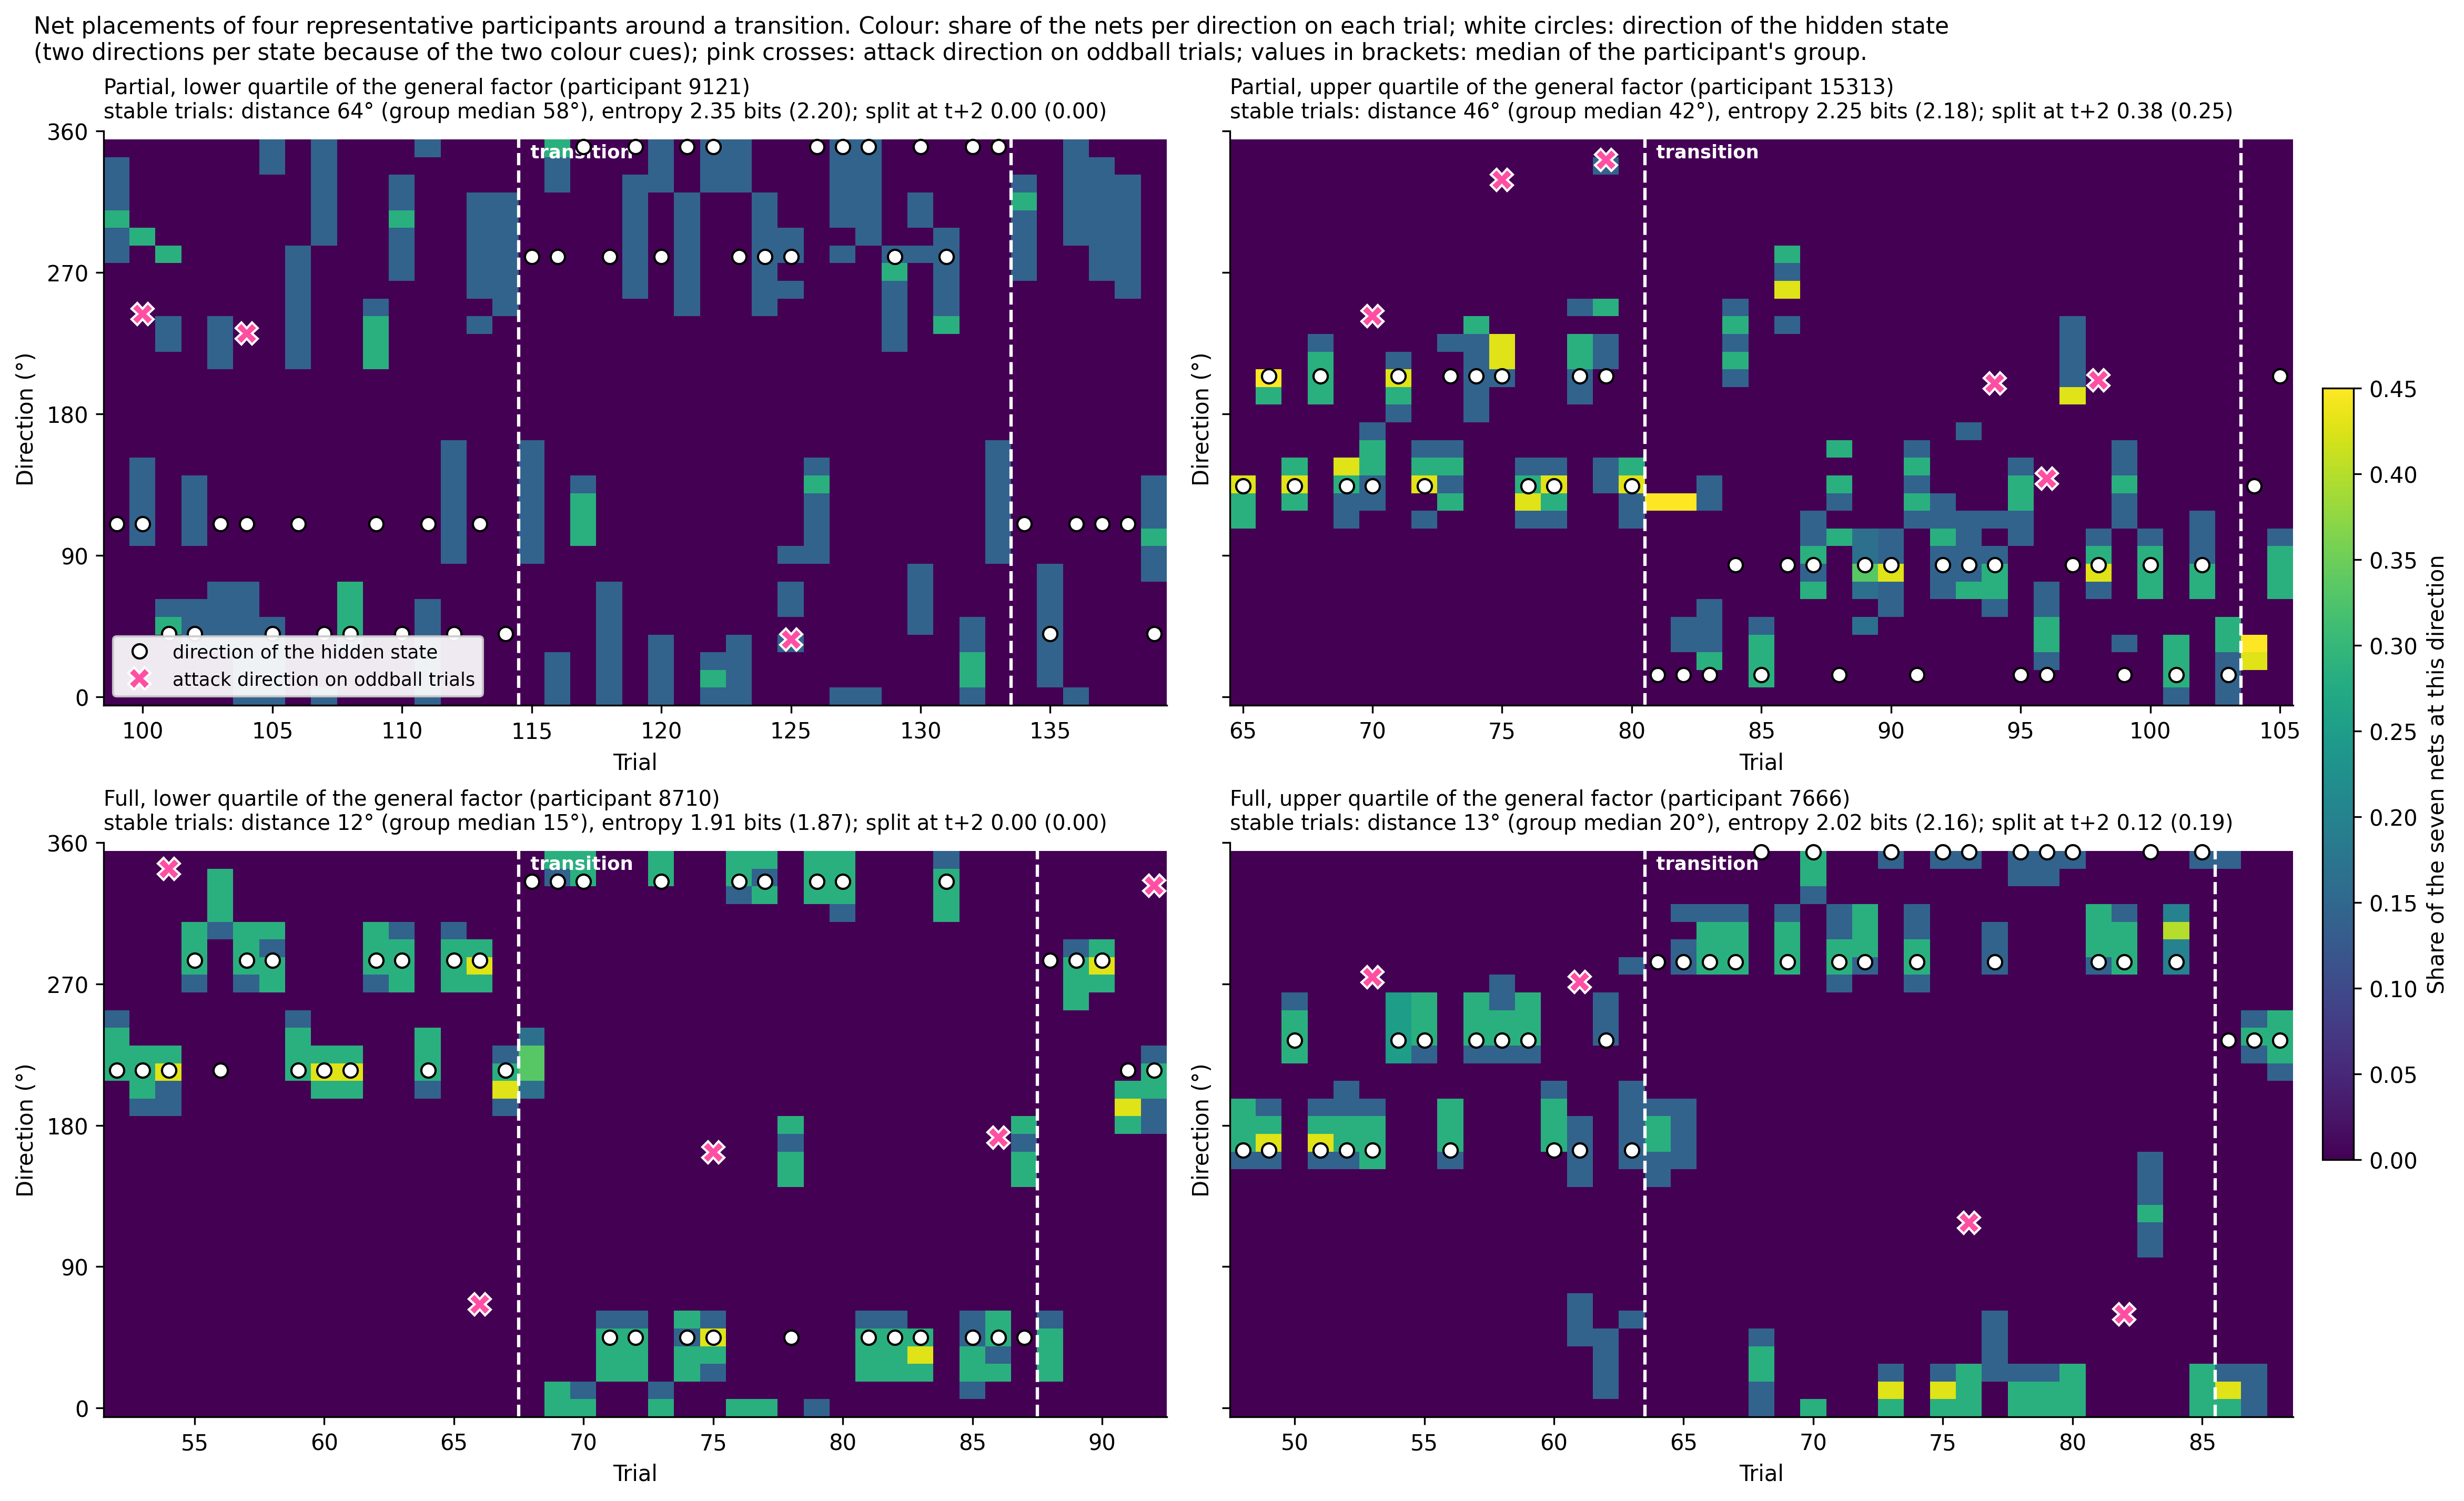 Net placements of four representative participants around a transition. Colour: share of the nets per direction on each trial; white circles: direction of the hidden state
(two directions per state because of the two colour cues); pink crosses: attack direction on oddball trials; values in brackets: median of the participant's group.
Partial, lower quartile of the general factor (participant 9121)
stable trials: distance 64° (group median 58°), entropy 2.35 bits (2.20); split at t+2 0.00 (0.00)
360
270
180
90
0
Direction (°)
transition
direction of the hidden state
attack direction on oddball trials
100 105 110 115 120 125 130 135
Trial
Partial, upper quartile of the general factor (participant 15313)
stable trials: distance 46° (group median 42°), entropy 2.25 bits (2.18); split at t+2 0.38 (0.25)
Direction (°)
transition
65 70 75 80 85 90 95 100 105
Trial
Full, lower quartile of the general factor (participant 8710)
stable trials: distance 12° (group median 15°), entropy 1.91 bits (1.87); split at t+2 0.00 (0.00)
360
270
180
90
0
Direction (°)
transition
55 60 65 70 75 80 85 90
Trial
Full, upper quartile of the general factor (participant 7666)
stable trials: distance 13° (group median 20°), entropy 2.02 bits (2.16); split at t+2 0.12 (0.19)
Direction (°)
transition
50 55 60 65 70 75 80 85
Trial
0.45
0.40
0.35
0.30
0.25
0.20
0.15
0.10
0.05
0.00
Share of the seven nets at this direction